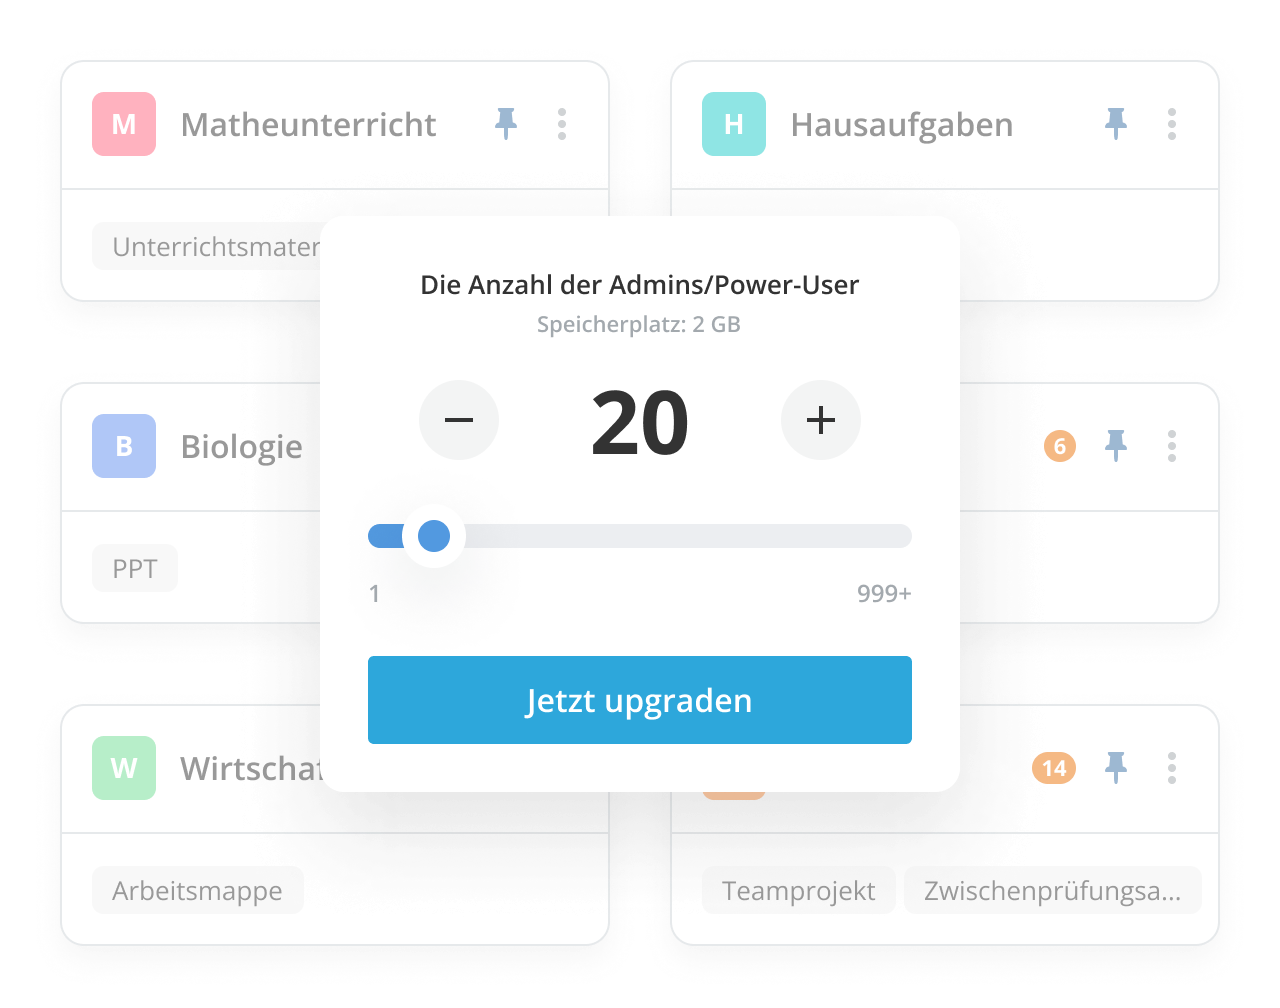 M Matheunterricht
H Hausaufgaben
Unterrichtsmater
Die Anzahl der Admins/Power-User
Speicherplatz: 2 GB
20
B Biologie
6
PPT
1 999+
Jetzt upgraden
W Wirtschaf
14
Arbeitsmappe
Teamprojekt Zwischenprüfungsa...